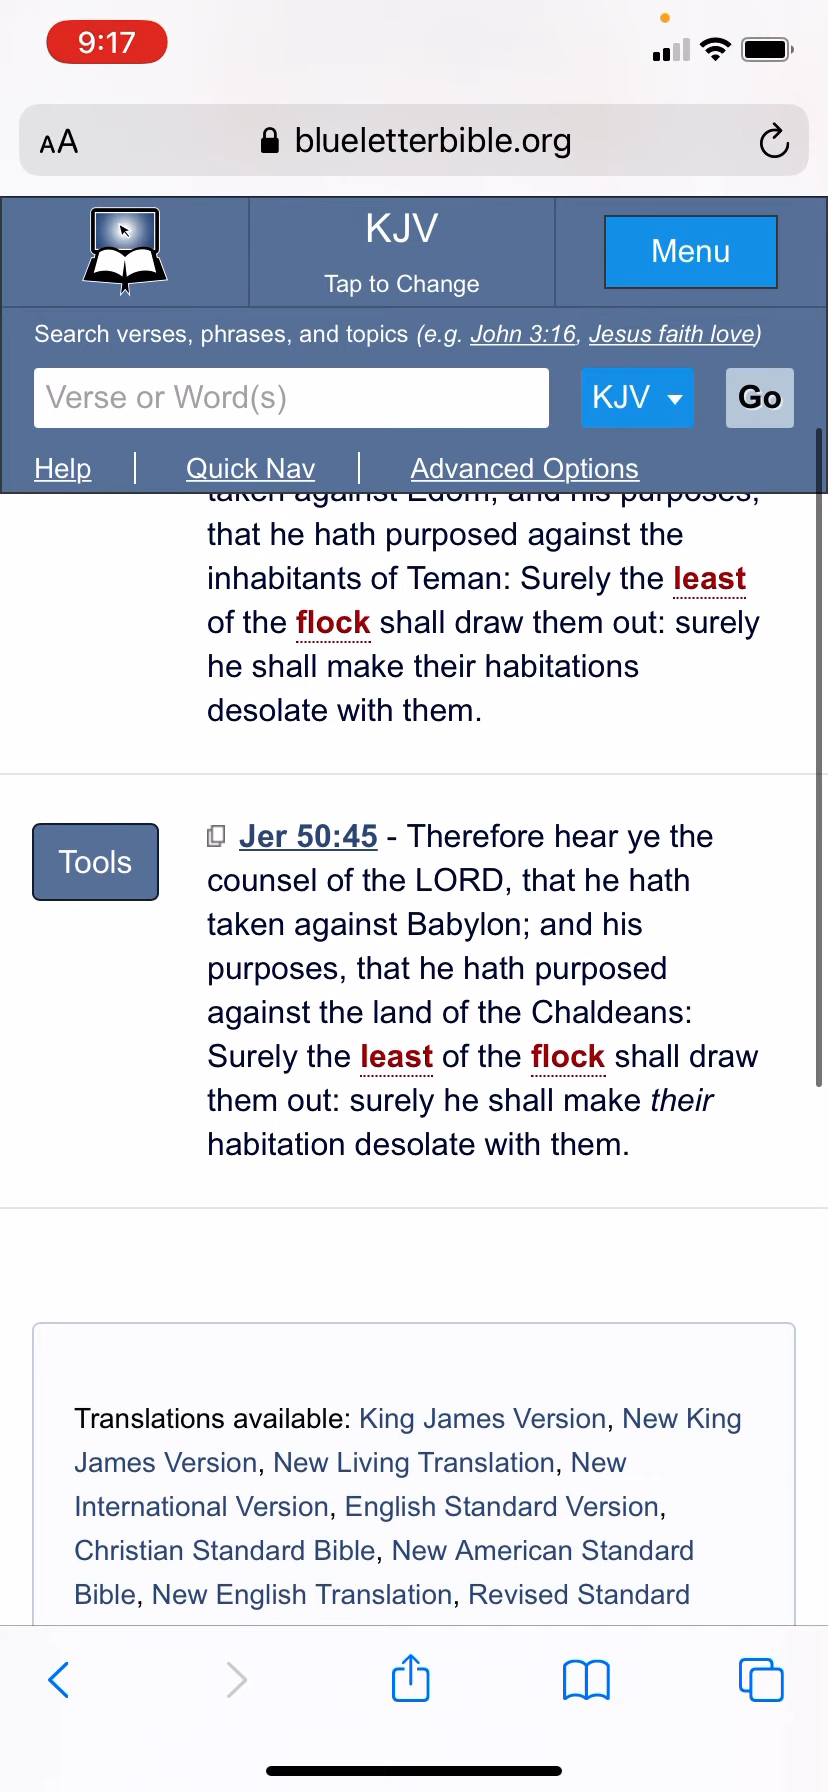 9:17
AA
blueletterbible.org
KJV
Tap to Change
Menu
Search verses, phrases, and topics (e.g. John 3:16, Jesus faith love)
Verse or Word(s)
KJV
Go
Help | Quick Nav | Advanced Options
taken against Edom; and his purposes,
that he hath purposed against the
inhabitants of Teman: Surely the least
of the flock shall draw them out: surely
he shall make their habitations
desolate with them.
Tools
Jer 50:45 - Therefore hear ye the
counsel of the LORD, that he hath
taken against Babylon; and his
purposes, that he hath purposed
against the land of the Chaldeans:
Surely the least of the flock shall draw
them out: surely he shall make their
habitation desolate with them.
Translations available: King James Version, New King
James Version, New Living Translation, New
International Version, English Standard Version,
Christian Standard Bible, New American Standard
Bible, New English Translation, Revised Standard